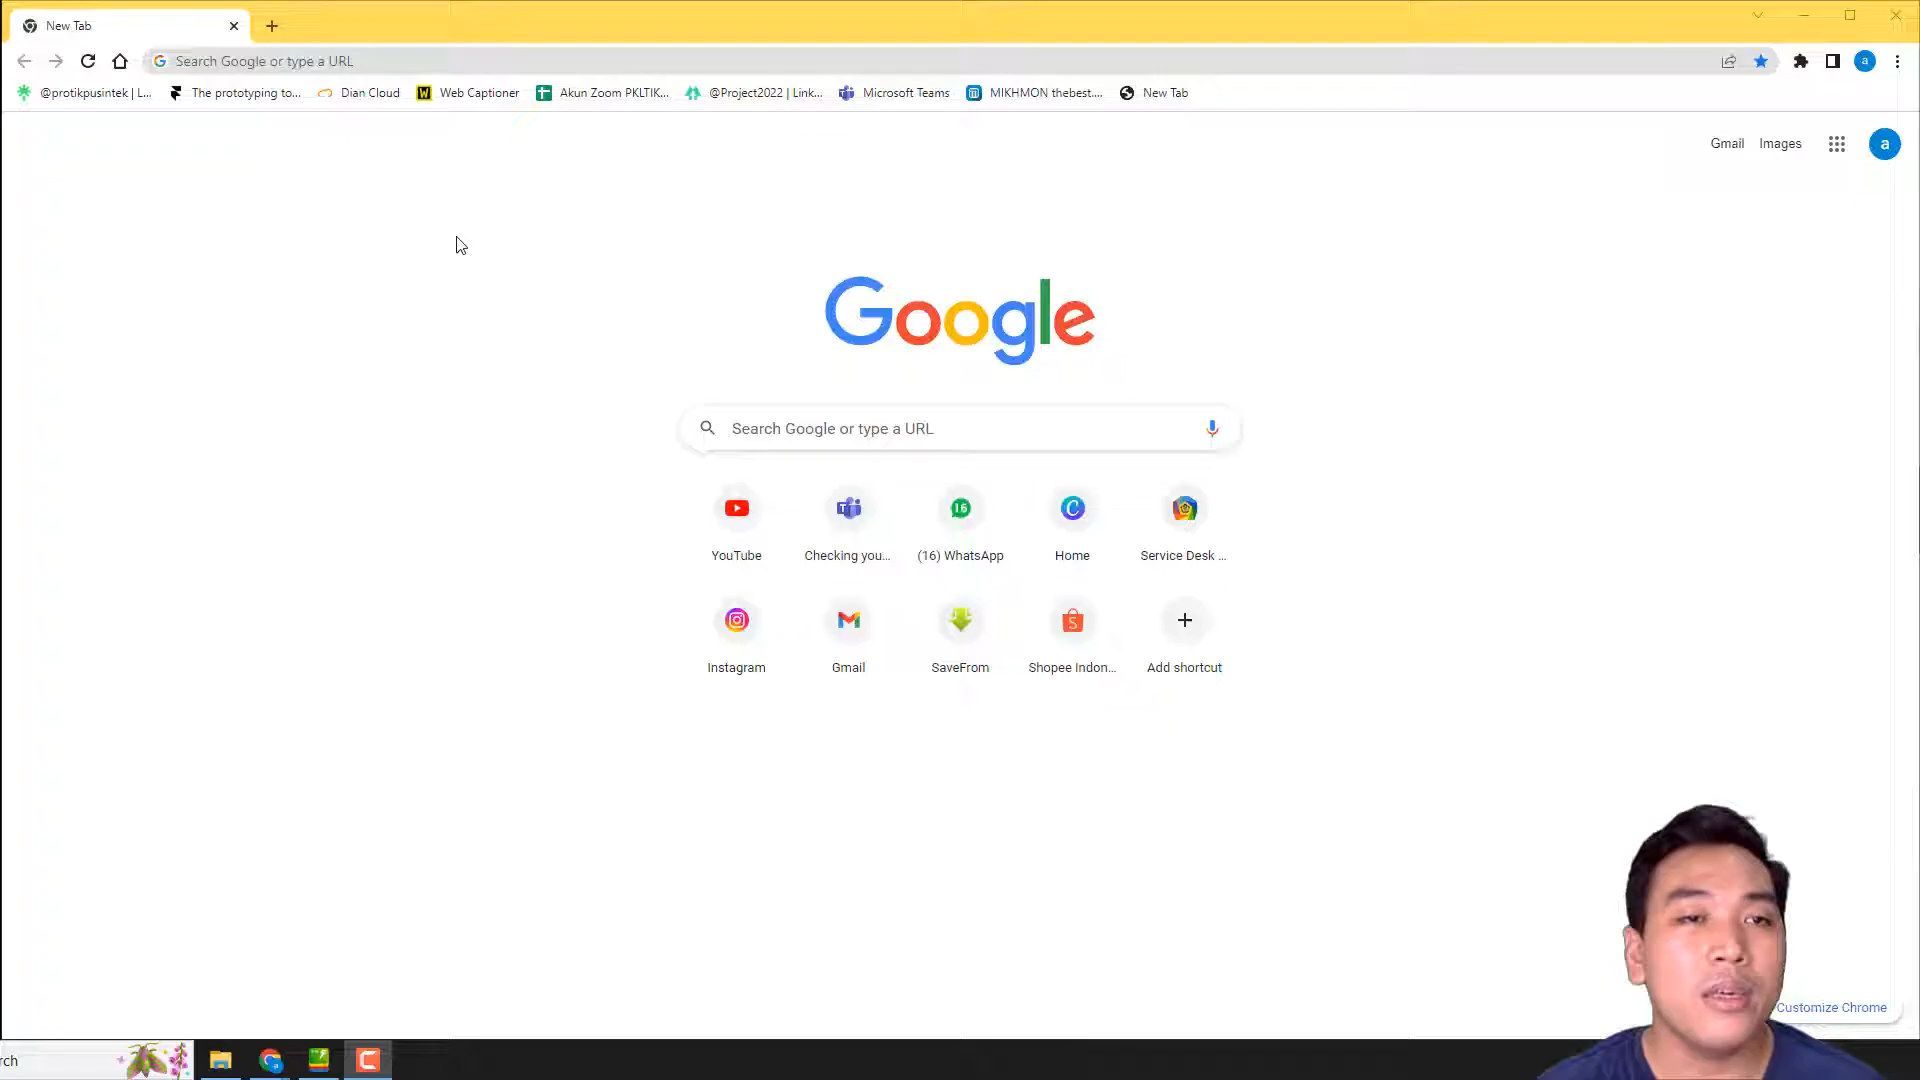 New Tab
Search Google or type a URL
a
@protikpusintek | L...
The prototyping to...
Dian Cloud
Web Captioner
Akun Zoom PKLTIK...
@Project2022 | Link...
Microsoft Teams
MIKHMON thebest....
New Tab
Gmail
Images
a
Google
Search Google or type a URL
16
YouTube
Checking you...
(16) WhatsApp
Home
Service Desk ...
Instagram
Gmail
SaveFrom
Shopee Indon...
Add shortcut
Customize Chrome
rch